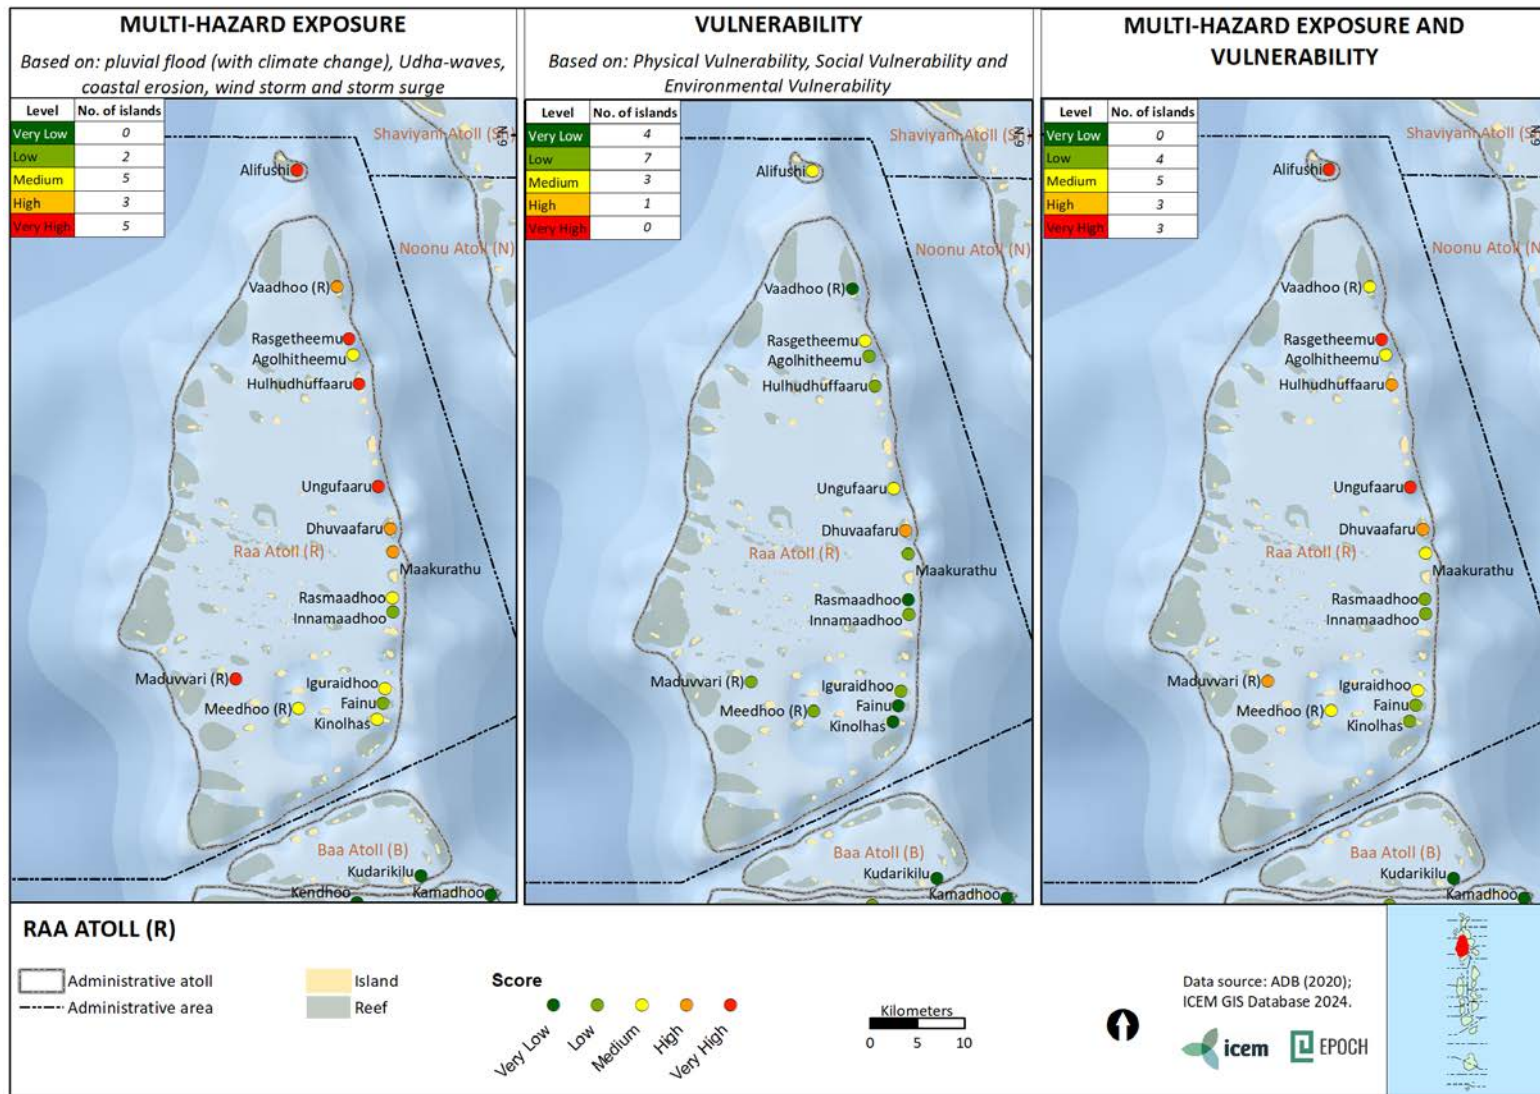 MULTI-HAZARD EXPOSURE
Based on: pluvial flood (with climate change), Udha-waves,
coastal erosion, wind storm and storm surge
Level No. of islands
Very Low 0
Low 2
Medium 5
High 3
Very High 5
Shaviyani Atoll (Sh)
6°N
Alifushi
Noonu Atoll (N)
Vaadhoo (R)
Rasgetheemu
Agolhitheemu
Hulhudhuffaaru
Ungufaaru
Dhuvaafaru
Raa Atoll (R)
Maakurathu
Rasmaadhoo
Innamaadhoo
Maduvvari (R)
Iguraidhoo
Meedhoo (R)
Fainu
Kinolhas
Baa Atoll (B)
Kudarikilu
Kendhoo
Kamadhoo
VULNERABILITY
Based on: Physical Vulnerability, Social Vulnerability and
Environmental Vulnerability
Level No. of islands
Very Low 4
Low 7
Medium 3
High 1
Very High 0
Shaviyani Atoll (Sh)
6°N
Alifushi
Noonu Atoll (N)
Vaadhoo (R)
Rasgetheemu
Agolhitheemu
Hulhudhuffaaru
Ungufaaru
Dhuvaafaru
Raa Atoll (R)
Maakurathu
Rasmaadhoo
Innamaadhoo
Maduvvari (R)
Iguraidhoo
Meedhoo (R)
Fainu
Kinolhas
Baa Atoll (B)
Kudarikilu
Kamadhoo
MULTI-HAZARD EXPOSURE AND
VULNERABILITY
Level No. of islands
Very Low 0
Low 4
Medium 5
High 3
Very High 3
Shaviyani Atoll (Sh)
6°N
Alifushi
Noonu Atoll (N)
Vaadhoo (R)
Rasgetheemu
Agolhitheemu
Hulhudhuffaaru
Ungufaaru
Dhuvaafaru
Raa Atoll (R)
Maakurathu
Rasmaadhoo
Innamaadhoo
Maduvvari (R)
Iguraidhoo
Meedhoo (R)
Fainu
Kinolhas
Baa Atoll (B)
Kudarikilu
Kamadhoo
RAA ATOLL (R)
Administrative atoll
Administrative area
Island
Reef
Score
Very Low
Low
Medium
High
Very High
Kilometers
0 5 10
Data source: ADB (2020);
ICEM GIS Database 2024.
icem
EPOCH